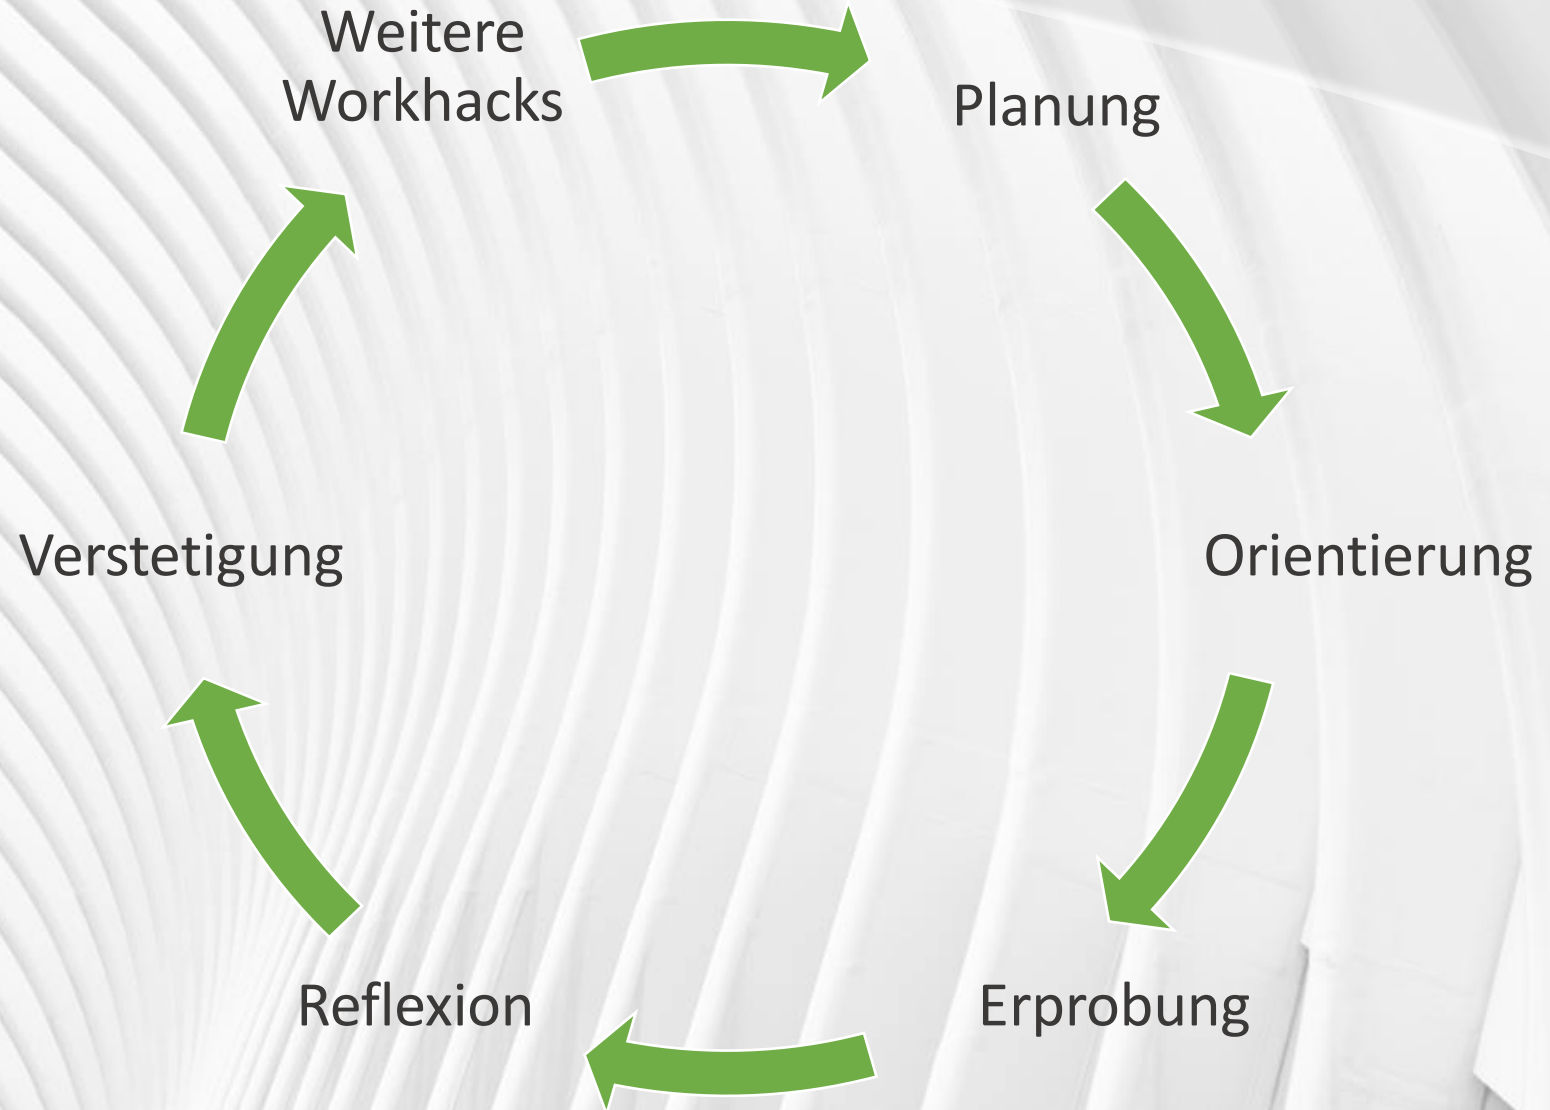 Weitere
Workhacks
Planung
Orientierung
Erprobung
Reflexion
Verstetigung